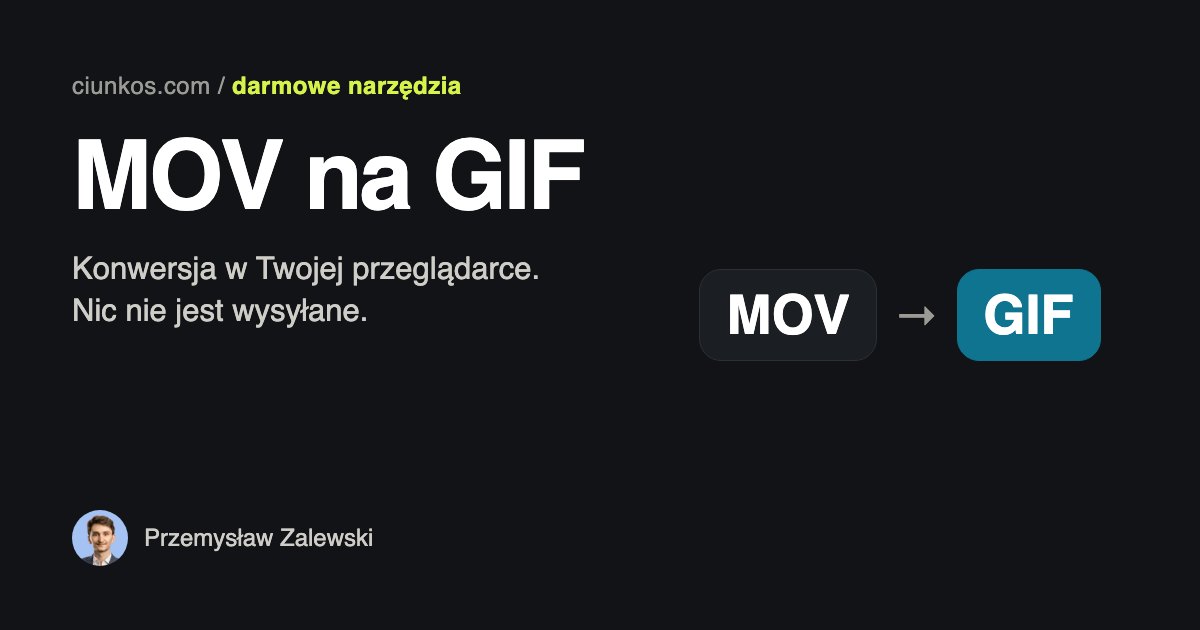 ciunkos.com / darmowe narzędzia
MOV na GIF
Konwersja w Twojej przeglądarce.
Nic nie jest wysyłane.
MOV → GIF
Przemysław Zalewski